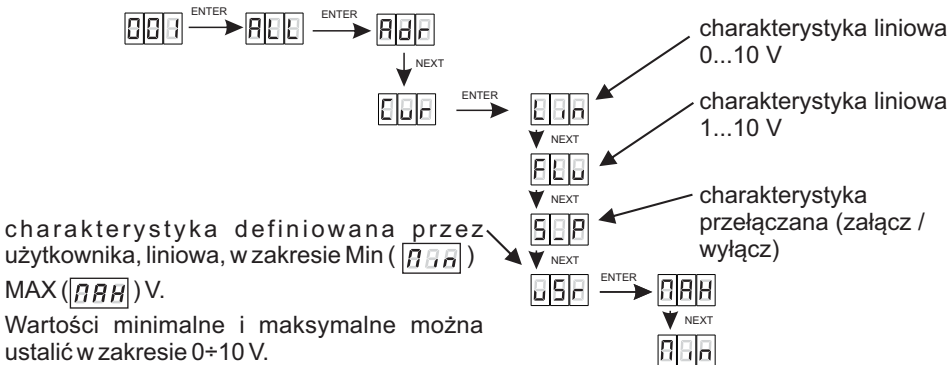 001 ENTER ALL ENTER Adr
NEXT
Cur ENTER Lin
NEXT
FLu
NEXT
S_P
NEXT
uSr ENTER MAH
NEXT
Min
charakterystyka liniowa
0...10 V
charakterystyka liniowa
1...10 V
charakterystyka
przełączana (załącz /
wyłącz)
charakterystyka definiowana przez
użytkownika, liniowa, w zakresie Min ( Min )
MAX ( MAH ) V.
Wartości minimalne i maksymalne można
ustalić w zakresie 0÷10 V.